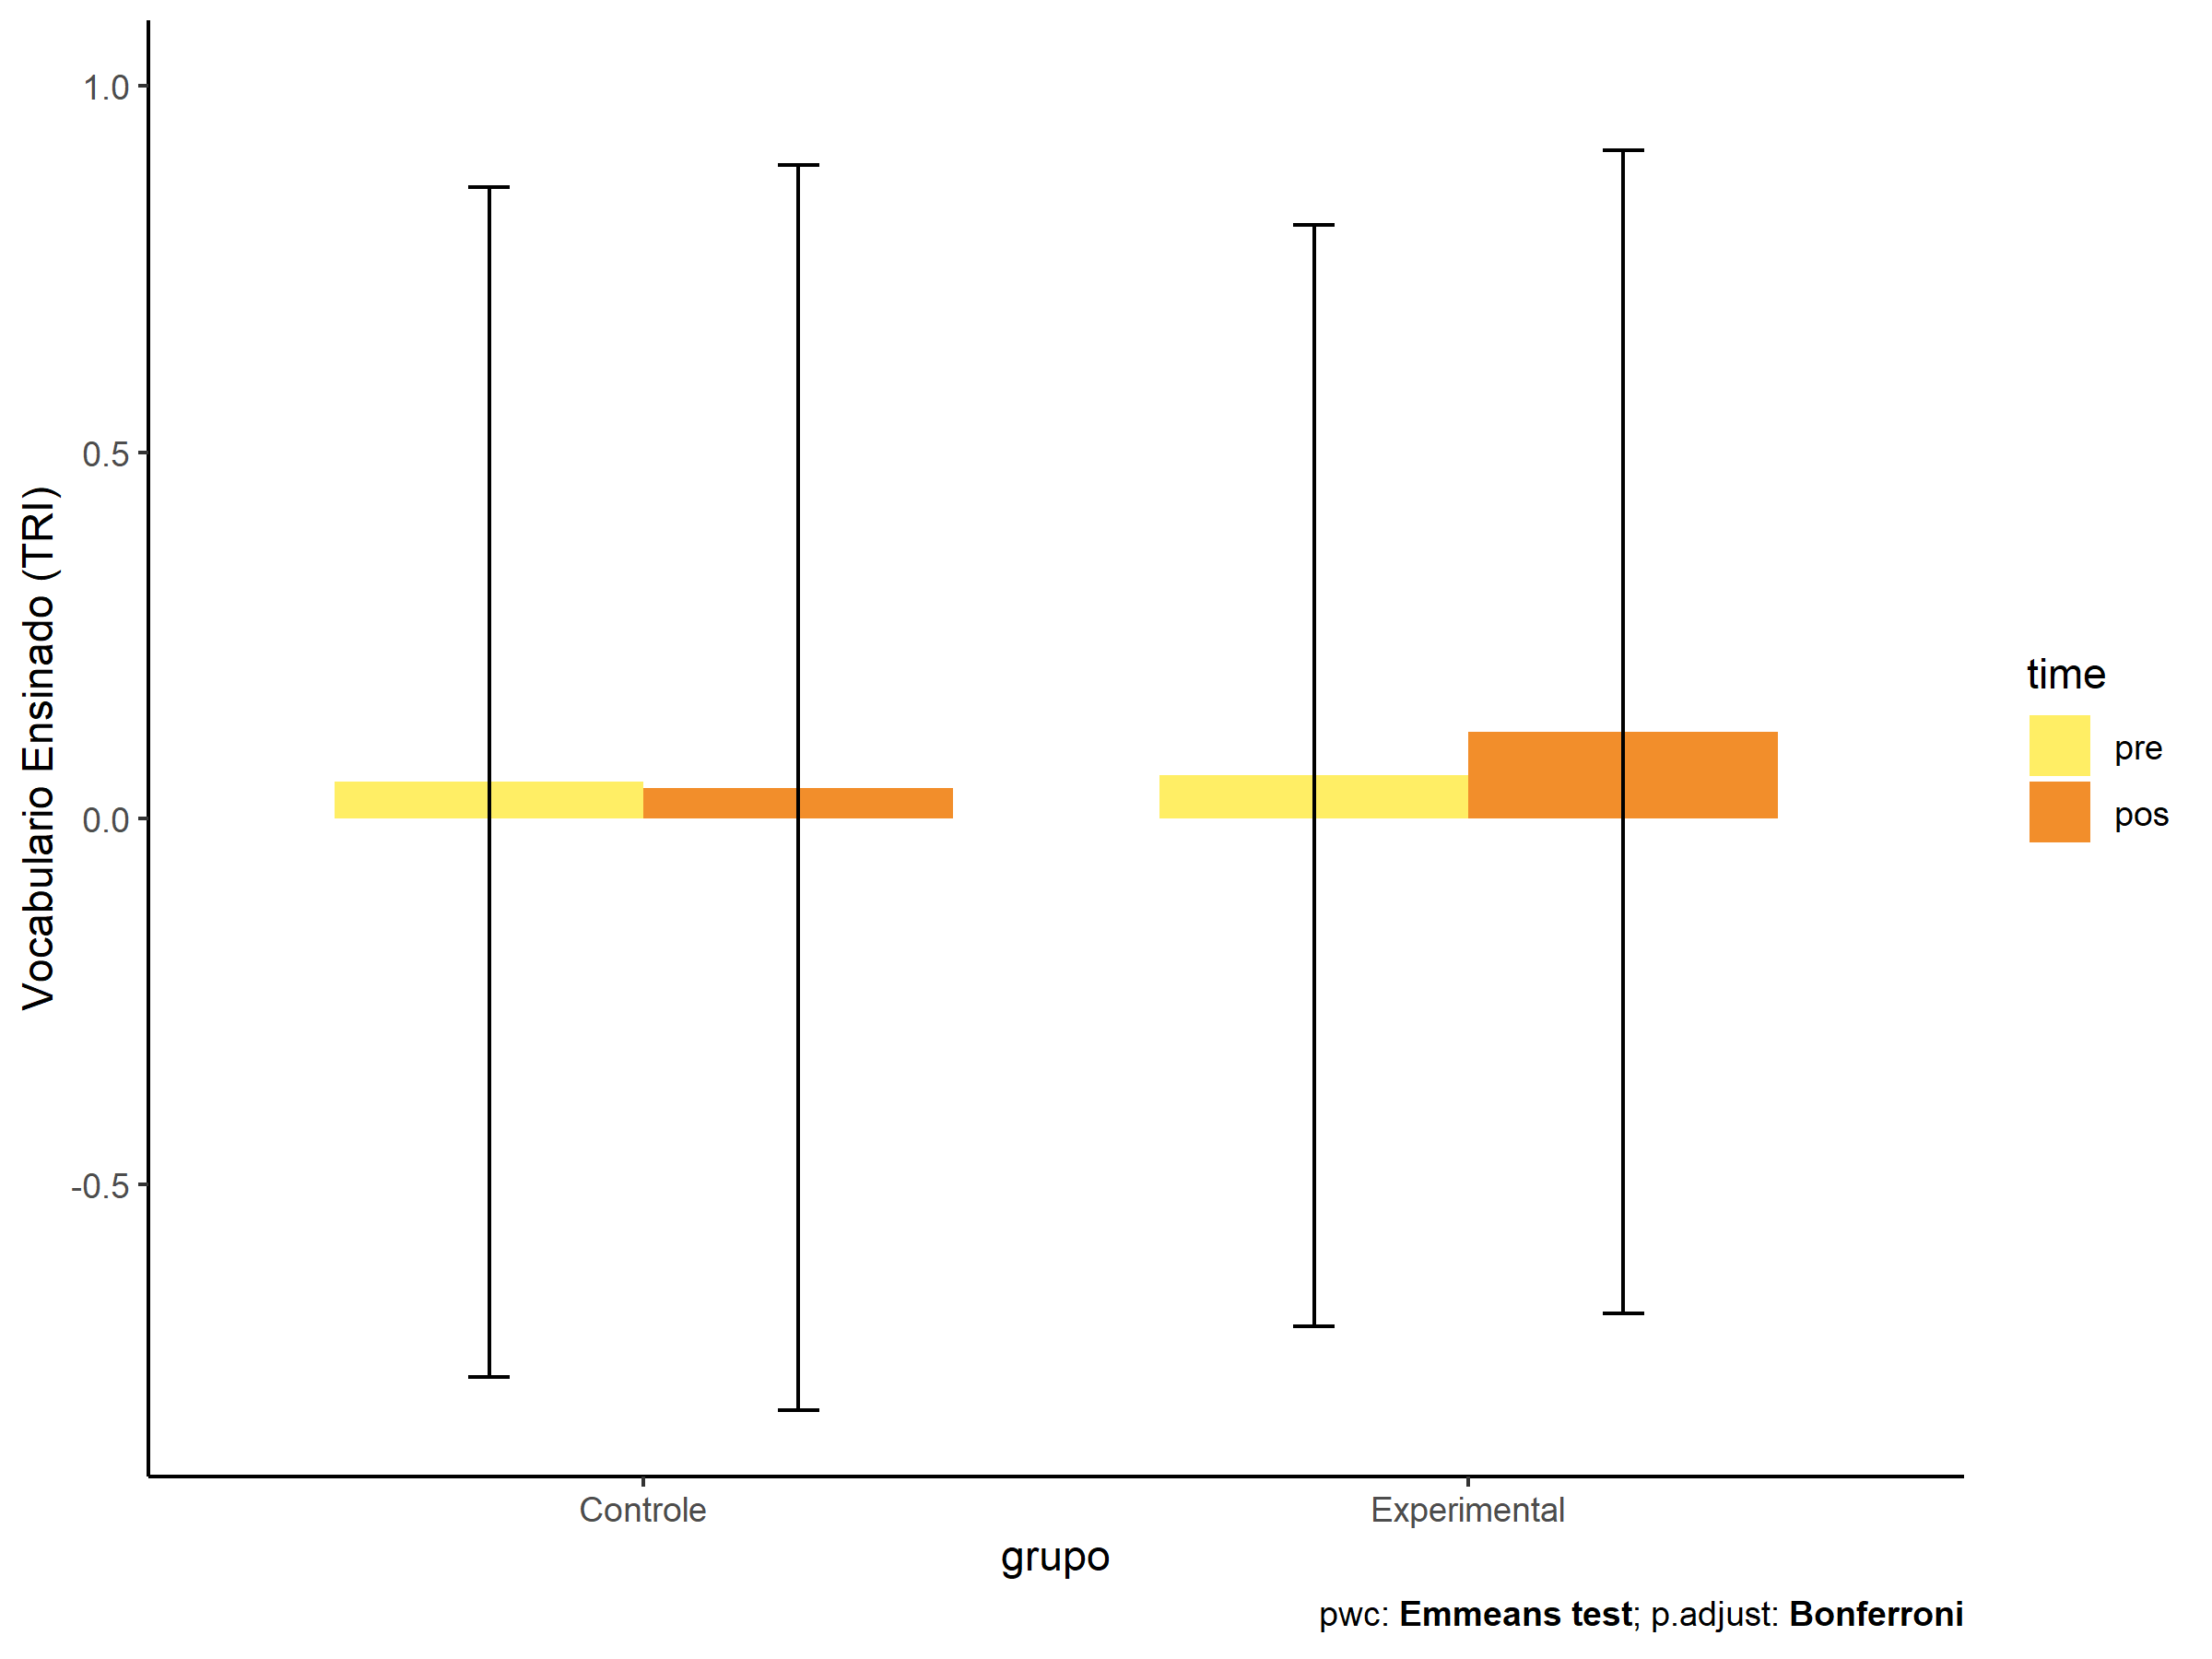 Vocabulario Ensinado (TRI)
1.0
0.5
0.0
-0.5
Controle
Experimental
grupo
time
pre
pos
pwc: Emmeans test; p.adjust: Bonferroni